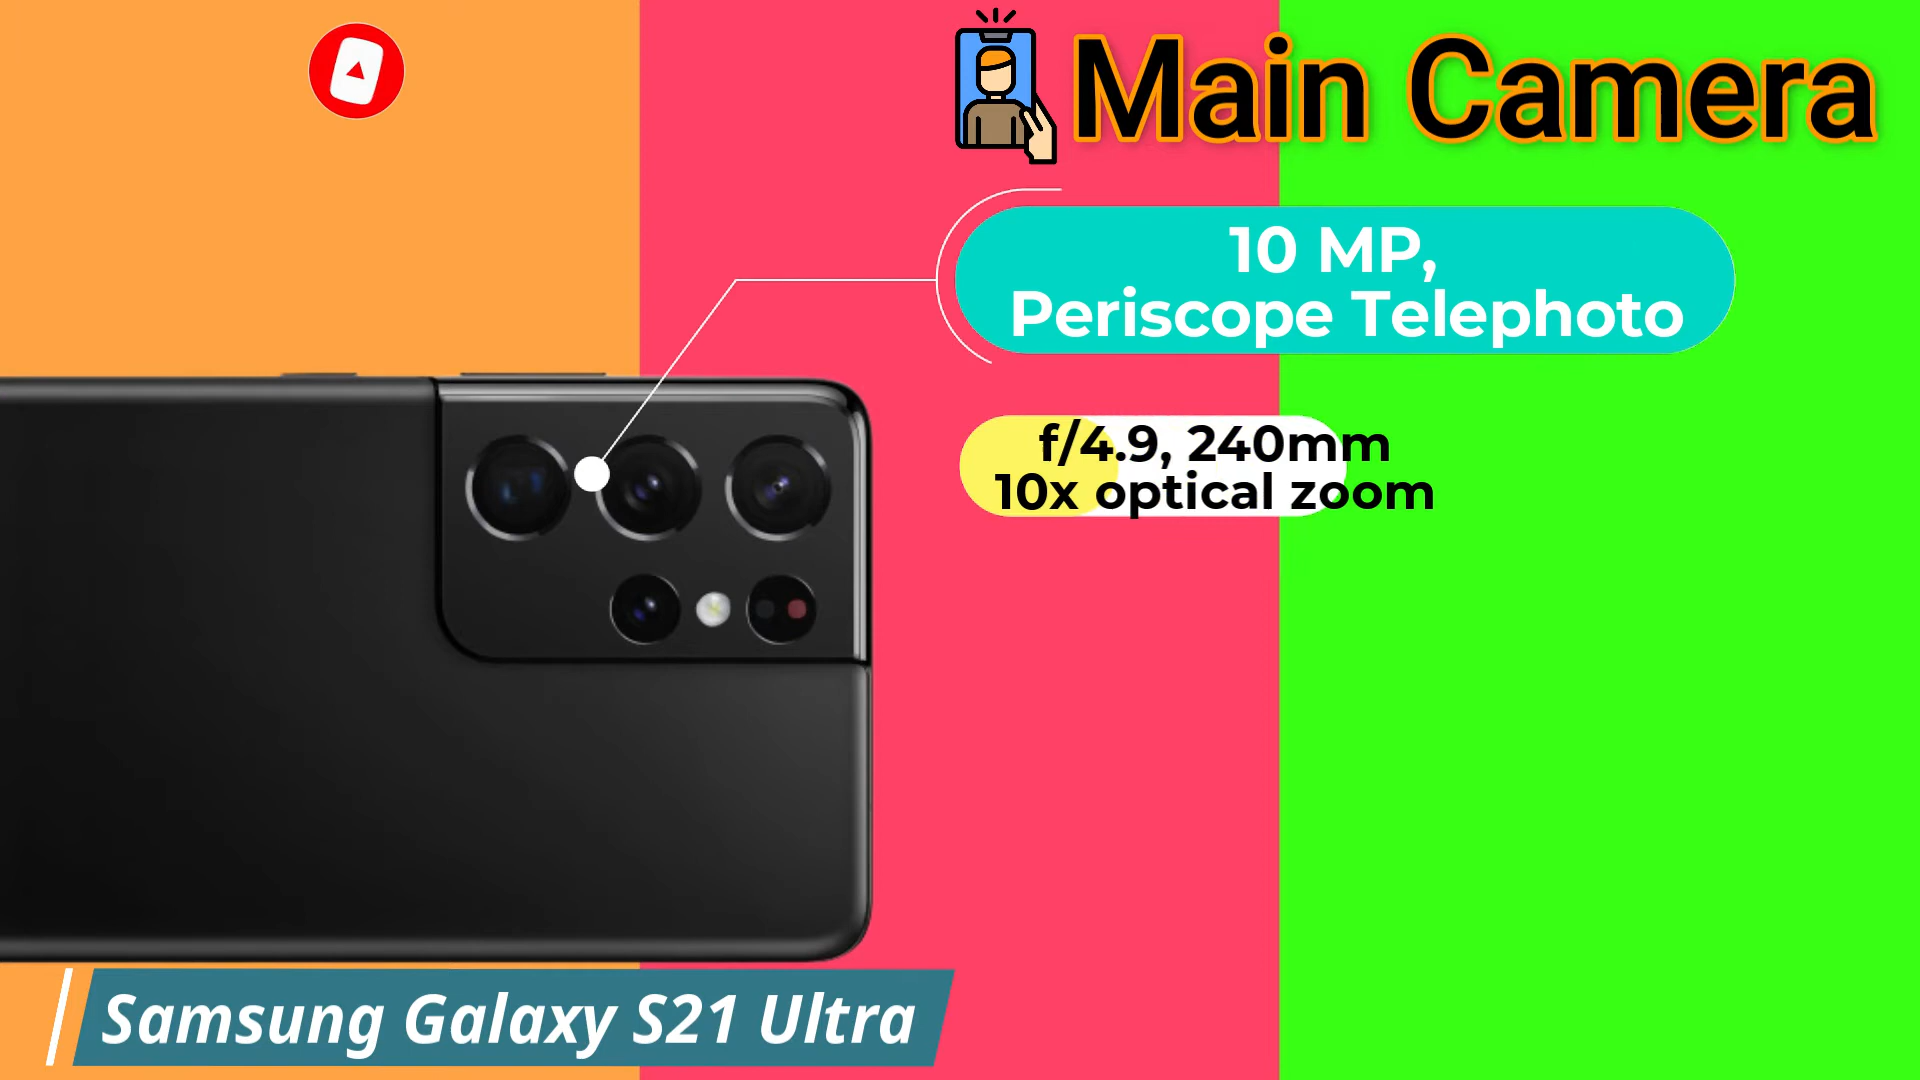 Main Camera
10 MP,
Periscope Telephoto
f/4.9, 240mm
10x optical zoom
Samsung Galaxy S21 Ultra